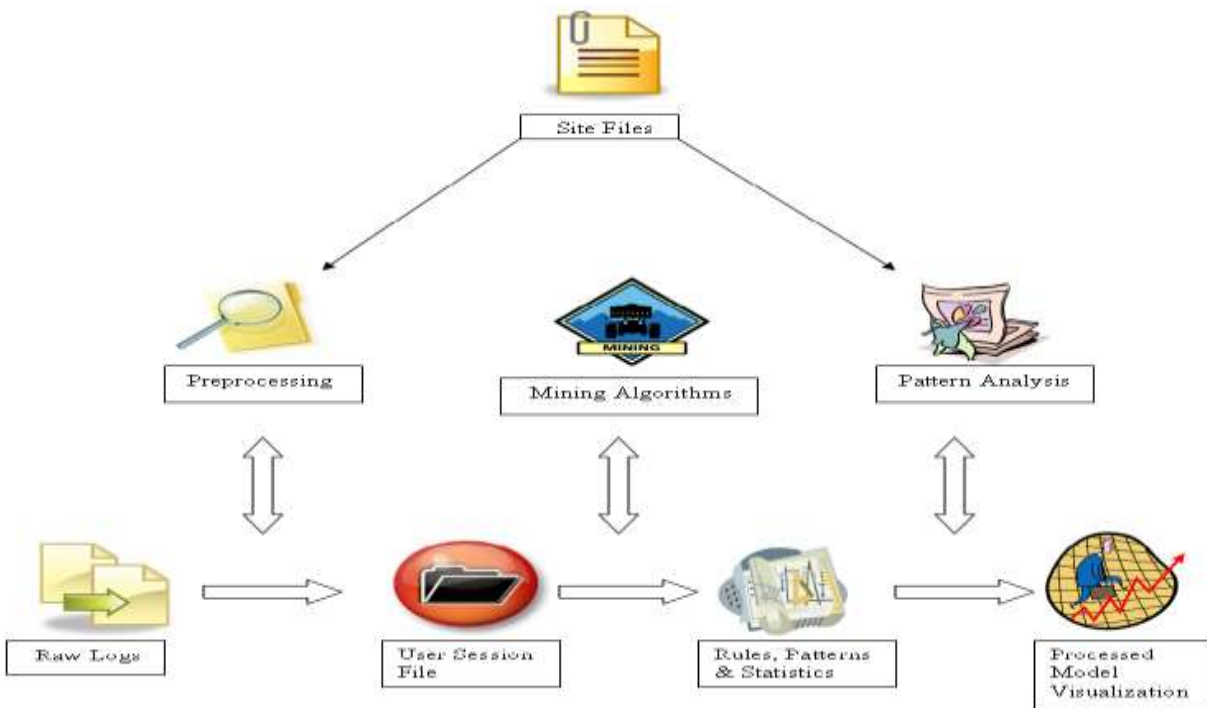 Site Files
MINING
Preprocessing
Mining Algorithms
Pattern Analysis
Raw Logs
User Session
File
Rules, Patterns
& Statistics
Processed
Model
Visualization